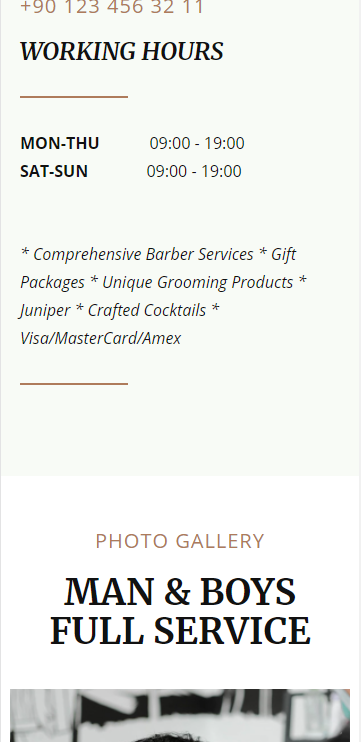 +90 123 456 32 11
WORKING HOURS
MON-THU 09:00 - 19:00
SAT-SUN 09:00 - 19:00
* Comprehensive Barber Services * Gift
Packages * Unique Grooming Products *
Juniper * Crafted Cocktails *
Visa/MasterCard/Amex
PHOTO GALLERY
MAN & BOYS
FULL SERVICE